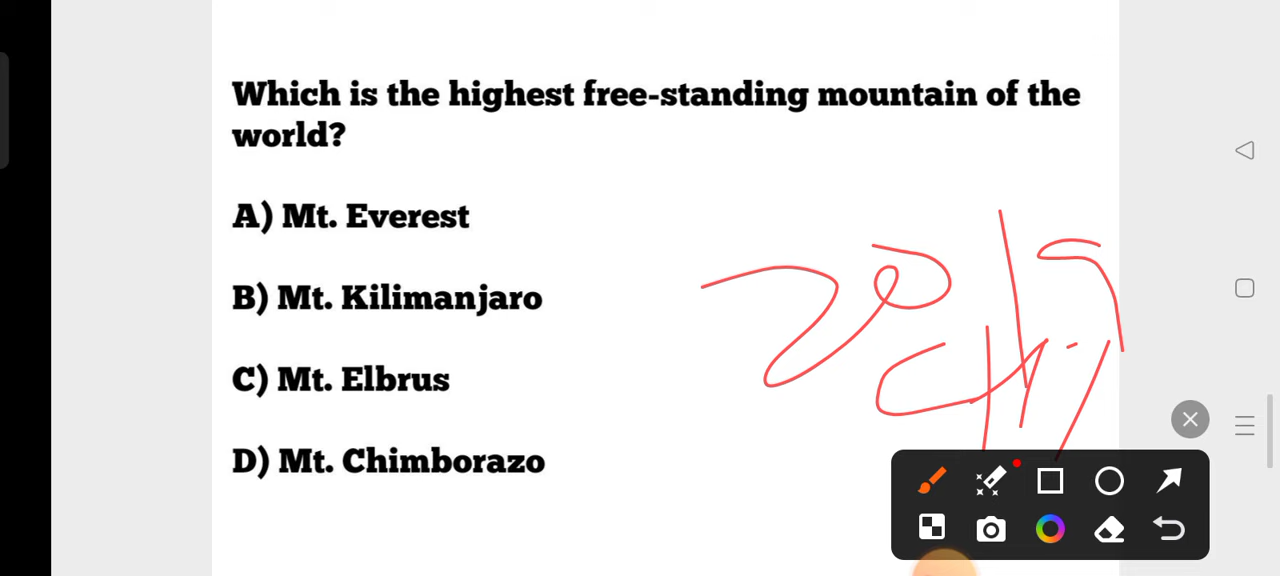 Which is the highest free-standing mountain of the
world?
A) Mt. Everest
B) Mt. Kilimanjaro
C) Mt. Elbrus
D) Mt. Chimborazo